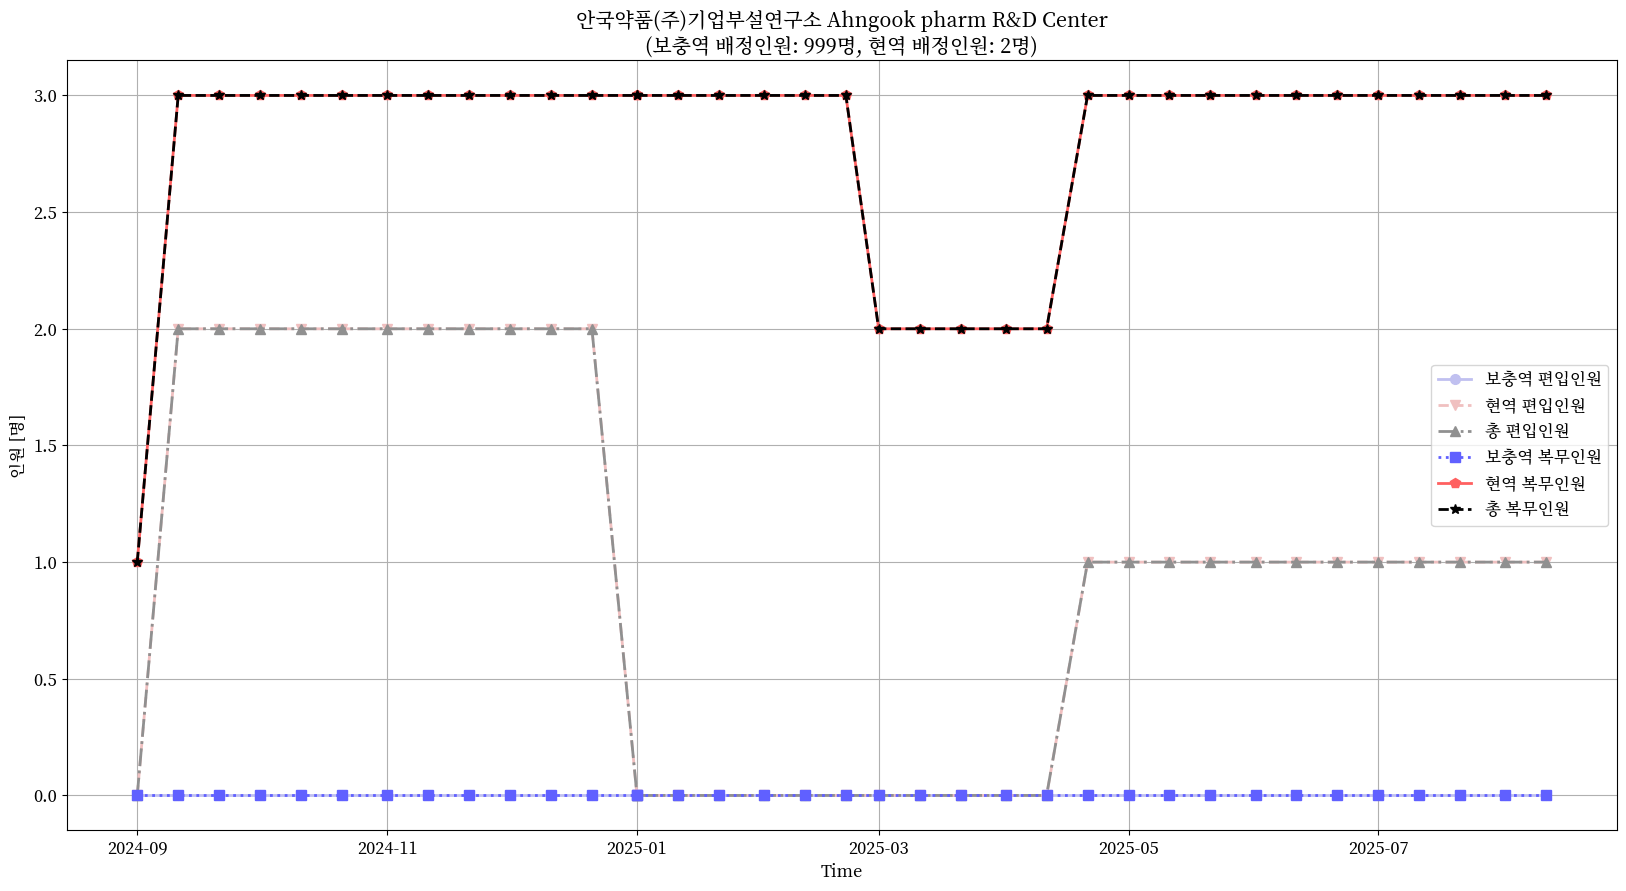 안국약품(주)기업부설연구소 Ahngook pharm R&D Center
(보충역 배정인원: 999명, 현역 배정인원: 2명)
3.0
2.5
2.0
1.5
1.0
0.5
0.0
인원 [명]
보충역 편입인원
현역 편입인원
총 편입인원
보충역 복무인원
현역 복무인원
총 복무인원
2024-09 2024-11 2025-01 2025-03 2025-05 2025-07
Time